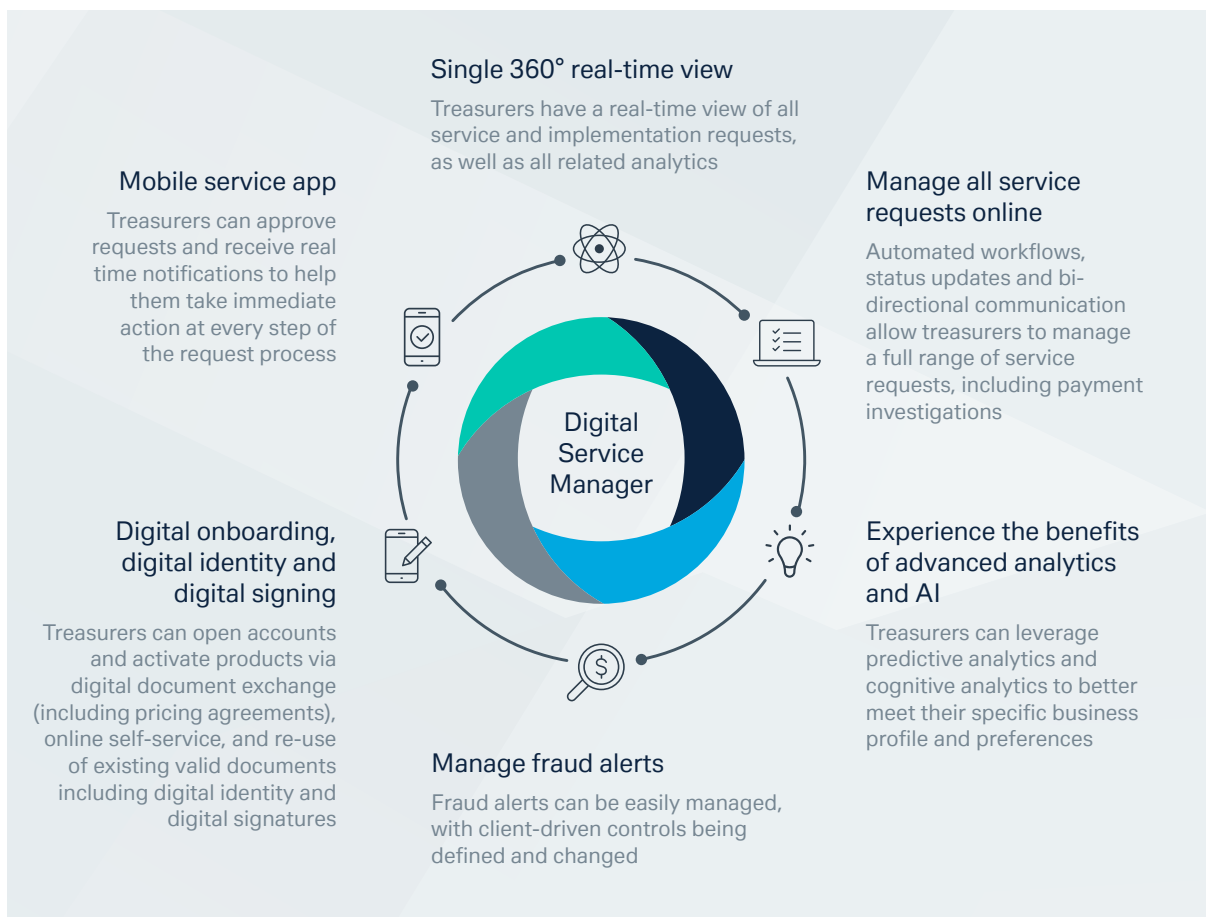 Single 360° real-time view
Treasurers have a real-time view of all
service and implementation requests,
as well as all related analytics
Manage all service
requests online
Automated workflows,
status updates and bi-
directional communication
allow treasurers to manage
a full range of service
requests, including payment
investigations
Experience the benefits
of advanced analytics
and AI
Treasurers can leverage
predictive analytics and
cognitive analytics to better
meet their specific business
profile and preferences
Manage fraud alerts
Fraud alerts can be easily managed,
with client-driven controls being
defined and changed
Digital onboarding,
digital identity and
digital signing
Treasurers can open accounts
and activate products via
digital document exchange
(including pricing agreements),
online self-service, and re-use
of existing valid documents
including digital identity and
digital signatures
Mobile service app
Treasurers can approve
requests and receive real
time notifications to help
them take immediate
action at every step of
the request process
Digital
Service
Manager
$